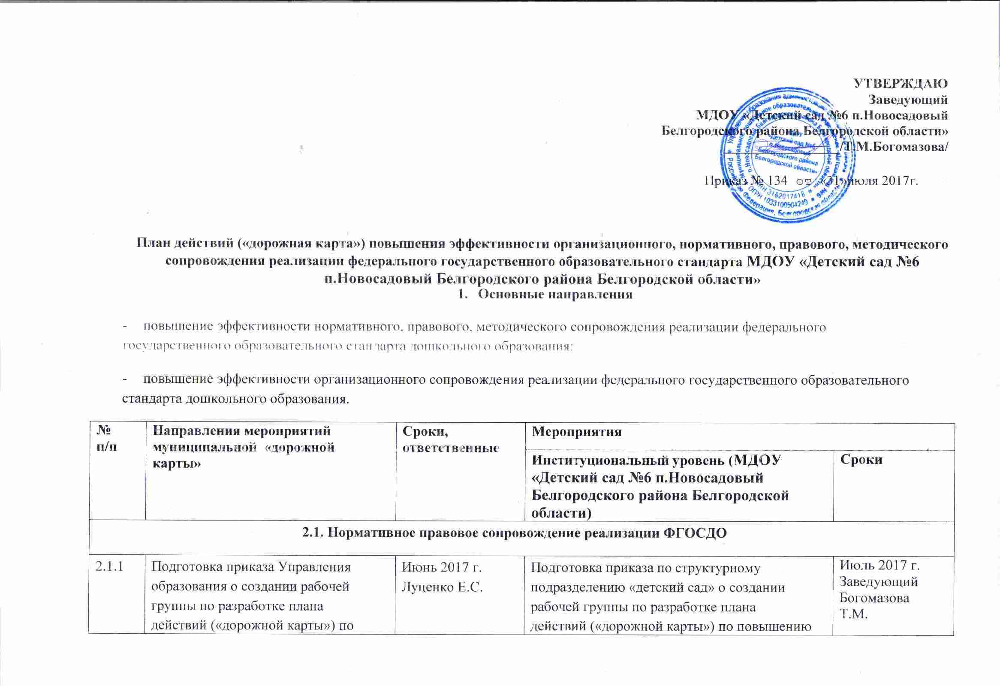 УТВЕРЖДАЮ
Заведующий
МДОУ «Детский сад №6 п.Новосадовый
Белгородского района Белгородской области»
/Т.М.Богомазова/
Приказ № 134 от «31»июля 2017г.
«Детский сад №6
п.Новосадовый
Белгородского района
Белгородской области»
ОГРН 1033100504249
План действий («дорожная карта») повышения эффективности организационного, нормативного, правового, методического
сопровождения реализации федерального государственного образовательного стандарта МДОУ «Детский сад №6
п.Новосадовый Белгородского района Белгородской области»
1. Основные направления
- повышение эффективности нормативного, правового, методического сопровождения реализации федерального
государственного образовательного стандарта дошкольного образования;
- повышение эффективности организационного сопровождения реализации федерального государственного образовательного
стандарта дошкольного образования.
№
п/п
Направления мероприятий
муниципальной «дорожной
карты»
Сроки,
ответственные
Мероприятия
Институциональный уровень (МДОУ
«Детский сад №6 п.Новосадовый
Белгородского района Белгородской
области)
Сроки
2.1. Нормативное правовое сопровождение реализации ФГОСДО
2.1.1
Подготовка приказа Управления
образования о создании рабочей
группы по разработке плана
действий («дорожной карты») по
Июнь 2017 г.
Луценко Е.С.
Подготовка приказа по структурному
подразделению «детский сад» о создании
рабочей группы по разработке плана
действий («дорожной карты») по повышению
Июль 2017 г.
Заведующий
Богомазова
Т.М.